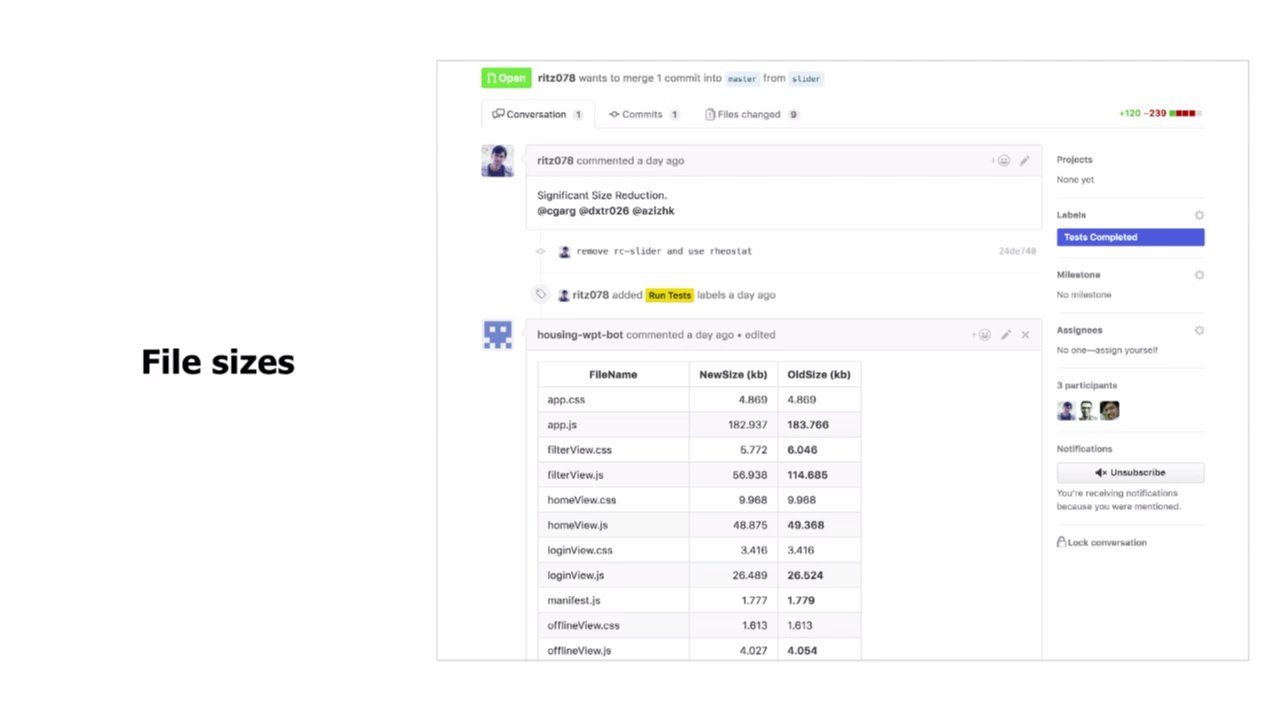 File sizes
Open ritz078 wants to merge 1 commit into master from slider
Conversation 1 Commits 1 Files changed 9 +120 −239
ritz078 commented a day ago
Significant Size Reduction.
@cgarg @dxtr026 @azizhk
remove rc-slider and use rheostat 24de740
ritz078 added Run Tests labels a day ago
housing-wpt-bot commented a day ago • edited
FileName NewSize (kb) OldSize (kb)
app.css 4.869 4.869
app.js 182.937 183.766
filterView.css 5.772 6.046
filterView.js 56.938 114.685
homeView.css 9.968 9.968
homeView.js 48.875 49.368
loginView.css 3.416 3.416
loginView.js 26.489 26.524
manifest.js 1.777 1.779
offlineView.css 1.613 1.613
offlineView.js 4.027 4.054
Projects
None yet
Labels
Tests Completed
Milestone
No milestone
Assignees
No one—assign yourself
3 participants
Notifications
Unsubscribe
You're receiving notifications
because you were mentioned.
Lock conversation